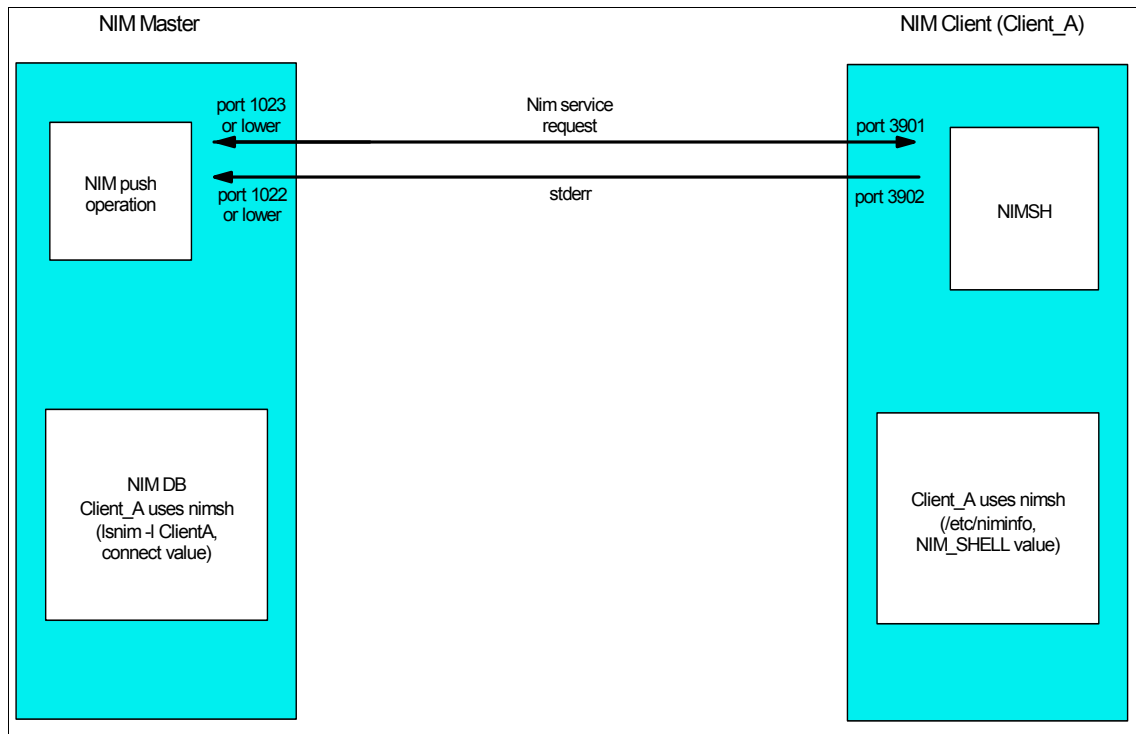 NIM Master
NIM Client (Client_A)
port 1023
or lower
Nim service
request
port 3901
NIM push
operation
port 1022
or lower
stderr
port 3902
NIMSH
NIM DB
Client_A uses nimsh
(lsnim -l ClientA,
connect value)
Client_A uses nimsh
(/etc/niminfo,
NIM_SHELL value)